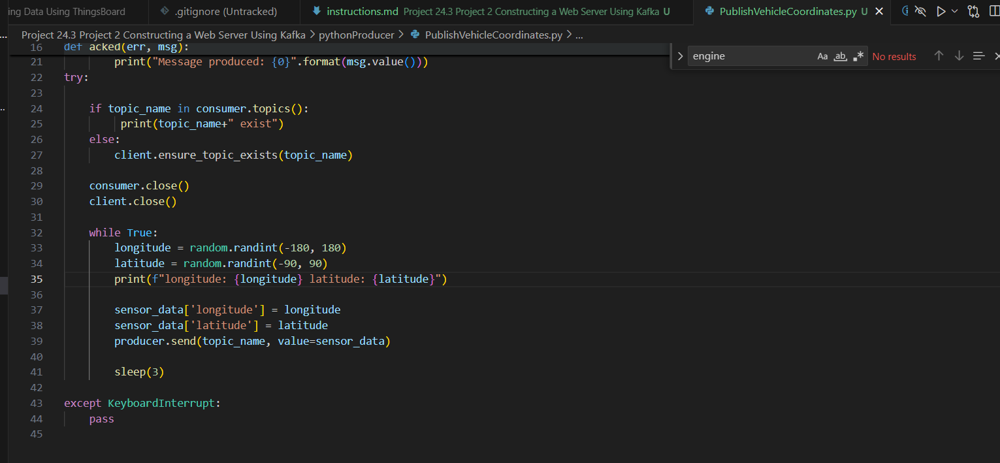 ing Data Using ThingsBoard
.gitignore (Untracked)
instructions.md Project 24.3 Project 2 Constructing a Web Server Using Kafka U
PublishVehicleCoordinates.py U
Project 24.3 Project 2 Constructing a Web Server Using Kafka > pythonProducer > PublishVehicleCoordinates.py > ...
engine
Aa ab .* No results
16 def acked(err, msg):
21 print("Message produced: {0}".format(msg.value()))
22 try:
23
24 if topic_name in consumer.topics():
25 print(topic_name+" exist")
26 else:
27 client.ensure_topic_exists(topic_name)
28
29 consumer.close()
30 client.close()
31
32 while True:
33 longitude = random.randint(-180, 180)
34 latitude = random.randint(-90, 90)
35 print(f"longitude: {longitude} latitude: {latitude}")
36
37 sensor_data['longitude'] = longitude
38 sensor_data['latitude'] = latitude
39 producer.send(topic_name, value=sensor_data)
40
41 sleep(3)
42
43 except KeyboardInterrupt:
44 pass
45